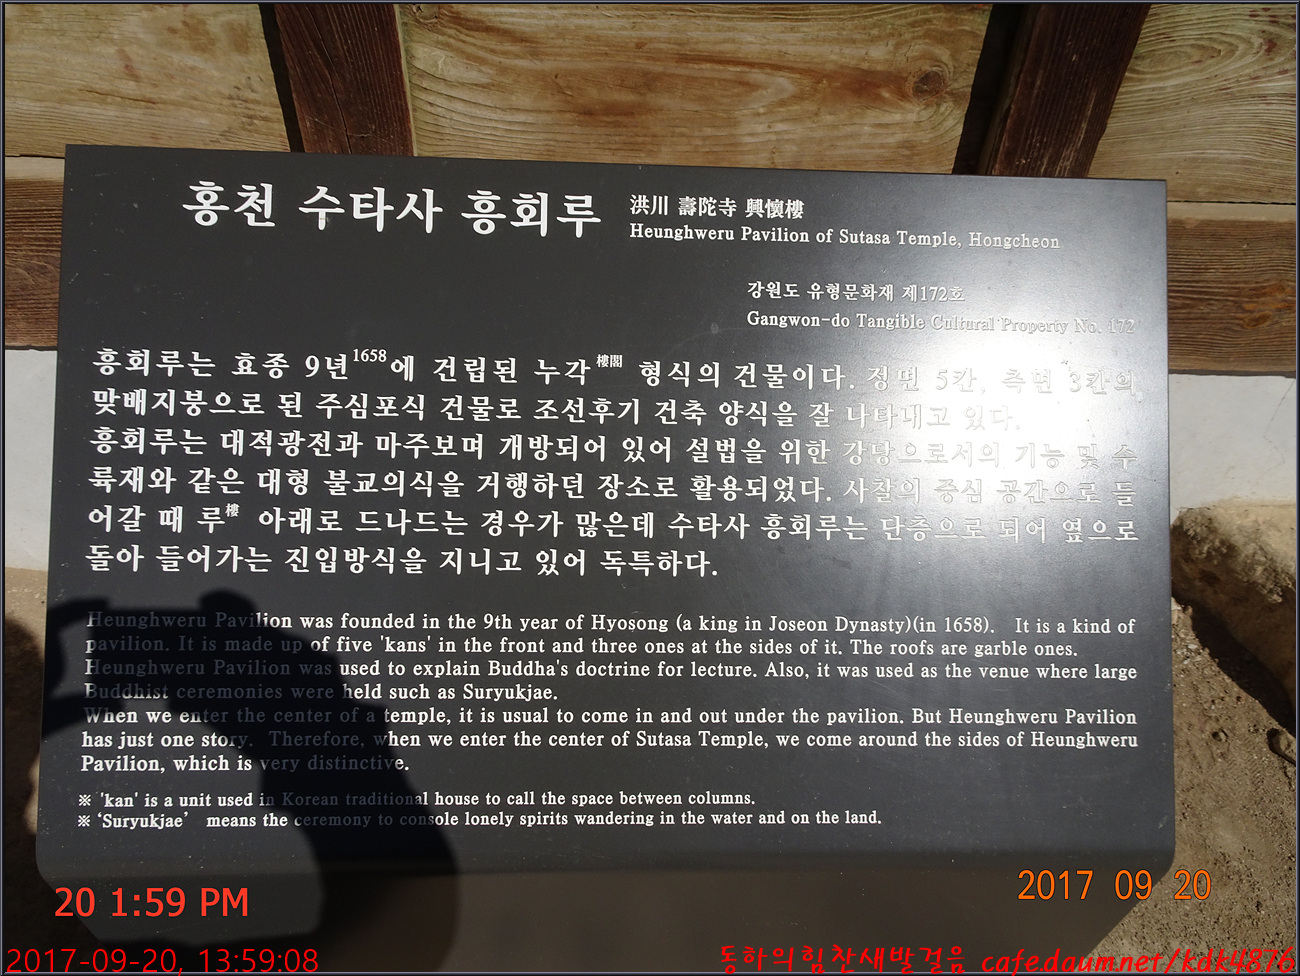 홍천 수타사 흥회루 洪川 壽陀寺 興懷樓
Heunghweru Pavilion of Sutasa Temple, Hongcheon
강원도 유형문화재 제172호
Gangwon-do Tangible Cultural Property No. 172
흥회루는 효종 9년1658에 건립된 누각樓閣 형식의 건물이다. 정면 5칸, 측면 3칸의
맞배지붕으로 된 주심포식 건물로 조선후기 건축 양식을 잘 나타내고 있다.
흥회루는 대적광전과 마주보며 개방되어 있어 설법을 위한 강당으로서의 기능 및 수
륙재와 같은 대형 불교의식을 거행하던 장소로 활용되었다. 사찰의 중심 공간으로 들
어갈 때 루樓 아래로 드나드는 경우가 많은데 수타사 흥회루는 단층으로 되어 옆으로
돌아 들어가는 진입방식을 지니고 있어 독특하다.
Heunghweru Pavilion was founded in the 9th year of Hyosong (a king in Joseon Dynasty)(in 1658). It is a kind of
pavilion. It is made up of five 'kans' in the front and three ones at the sides of it. The roofs are garble ones.
Heunghweru Pavilion was used to explain Buddha's doctrine for lecture. Also, it was used as the venue where large
Buddhist ceremonies were held such as Suryukjae.
When we enter the center of a temple, it is usual to come in and out under the pavilion. But Heunghweru Pavilion
has just one story. Therefore, when we enter the center of Sutasa Temple, we come around the sides of Heunghweru
Pavilion, which is very distinctive.
※ 'kan' is a unit used in Korean traditional house to call the space between columns.
※ 'Suryukjae' means the ceremony to console lonely spirits wandering in the water and on the land.
20 1:59 PM
2017 09 20
2017-09-20, 13:59:08
동하의힘찬새발걸음 cafe.daum.net/kdk4876